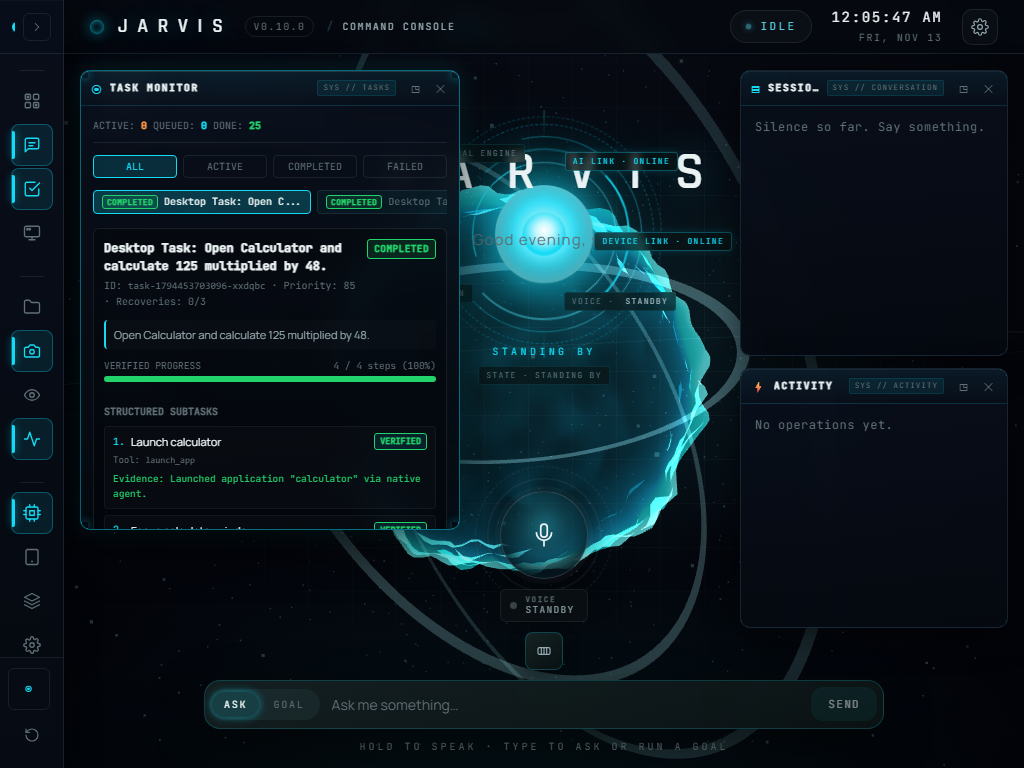 JARVIS
V0.10.0
/ COMMAND CONSOLE
IDLE
12:05:47 AM
FRI, NOV 13
TASK MONITOR
SYS // TASKS
ACTIVE: 0 QUEUED: 0 DONE: 25
ALL
ACTIVE
COMPLETED
FAILED
COMPLETED Desktop Task: Open C...
COMPLETED Desktop Ta
Desktop Task: Open Calculator and
calculate 125 multiplied by 48.
COMPLETED
ID: task-1794453703096-xxdqbc · Priority: 85
· Recoveries: 0/3
Open Calculator and calculate 125 multiplied by 48.
VERIFIED PROGRESS
4 / 4 steps (100%)
STRUCTURED SUBTASKS
1. Launch calculator
VERIFIED
Tool: launch_app
Evidence: Launched application "calculator" via native
agent.
VERIFIED
ENGINE
AI LINK · ONLINE
ARVIS
Good evening.
DEVICE LINK · ONLINE
VOICE · STANDBY
STANDING BY
STATE · STANDING BY
VOICE
STANDBY
SESSIO…
SYS // CONVERSATION
Silence so far. Say something.
ACTIVITY
SYS // ACTIVITY
No operations yet.
ASK
GOAL
Ask me something...
SEND
HOLD TO SPEAK · TYPE TO ASK OR RUN A GOAL